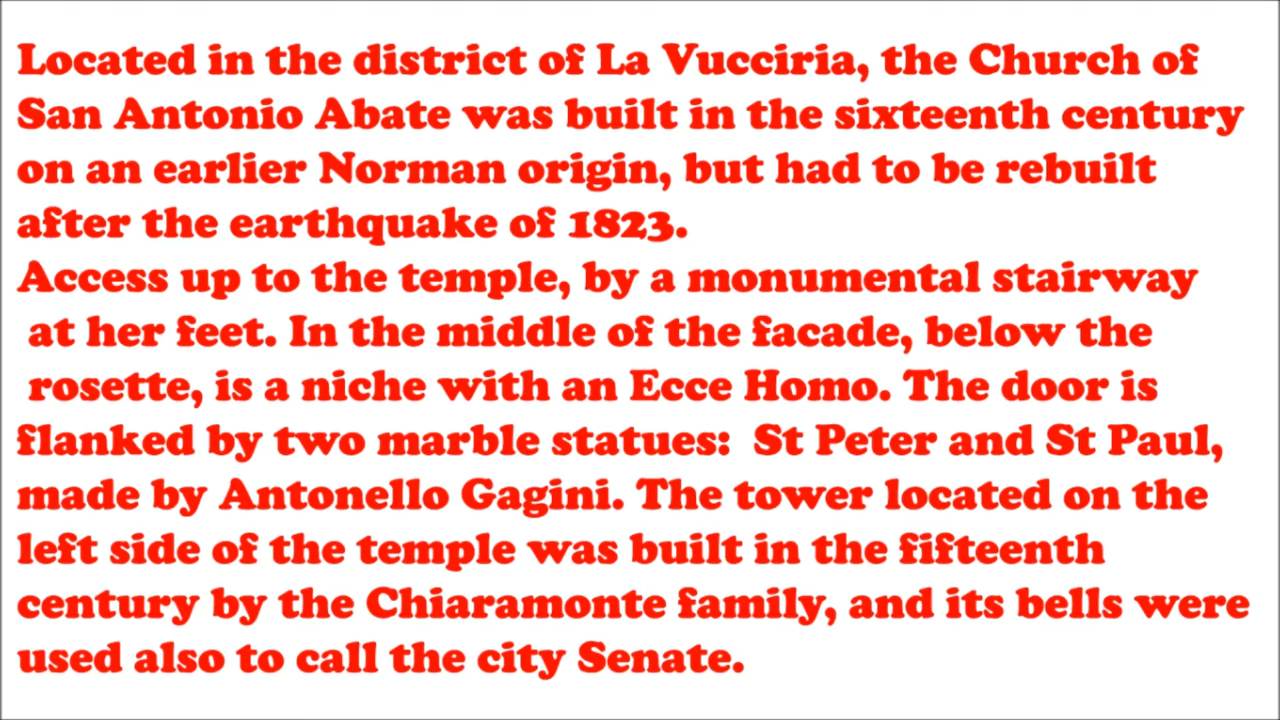 Located in the district of La Vucciria, the Church of
San Antonio Abate was built in the sixteenth century
on an earlier Norman origin, but had to be rebuilt
after the earthquake of 1823.
Access up to the temple, by a monumental stairway
at her feet. In the middle of the facade, below the
rosette, is a niche with an Ecce Homo. The door is
flanked by two marble statues: St Peter and St Paul,
made by Antonello Gagini. The tower located on the
left side of the temple was built in the fifteenth
century by the Chiaramonte family, and its bells were
used also to call the city Senate.